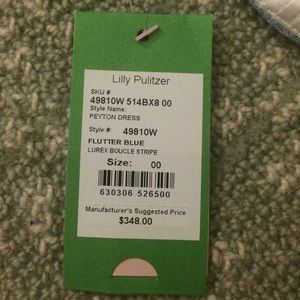 Lilly Pulitzer
SKU #
49810W 514BX8 00
Style Name:
PEYTON DRESS
Style #: 49810W
FLUTTER BLUE
LUREX BOUCLE STRIPE
Size: 00
630306 526500
Manufacturer's Suggested Price
$348.00